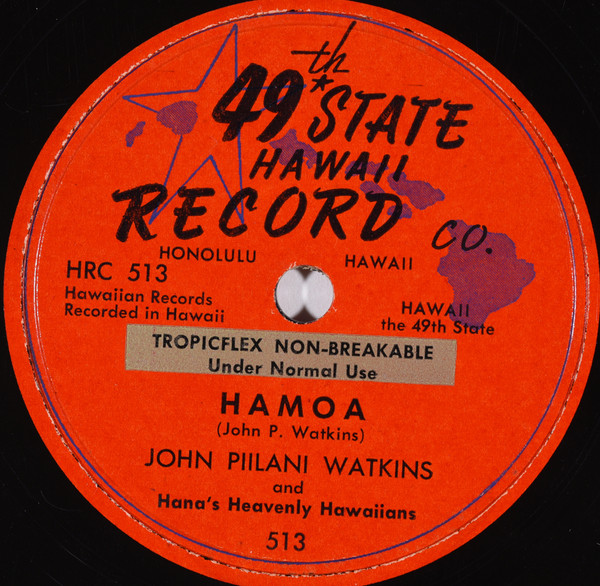 49th STATE
HAWAII
RECORD CO.
HONOLULU HAWAII
HRC 513
Hawaiian Records
Recorded in Hawaii
HAWAII
the 49th State
TROPICFLEX NON-BREAKABLE
Under Normal Use
HAMOA
(John P. Watkins)
JOHN PIILANI WATKINS
and
Hana's Heavenly Hawaiians
513